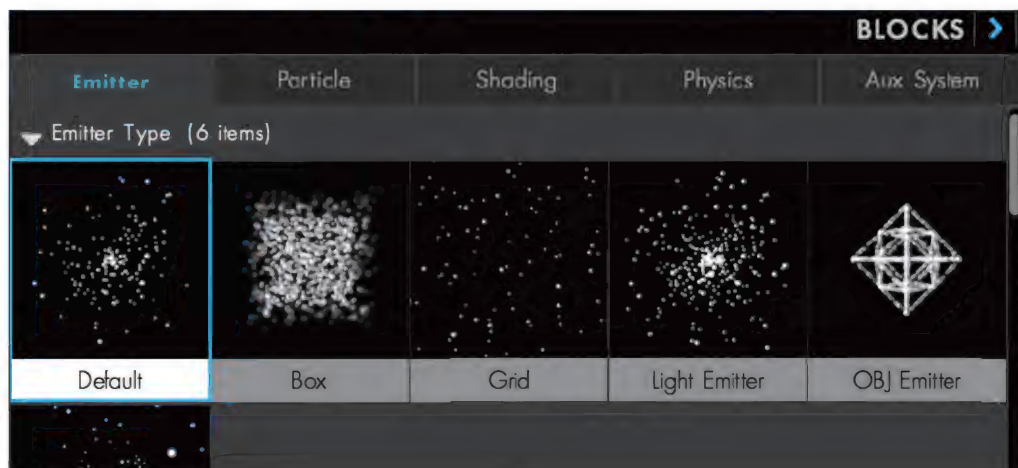 BLOCKS
Emitter Particle Shading Physics Aux System
Emitter Type (6 items)
Default Box Grid Light Emitter OBJ Emitter